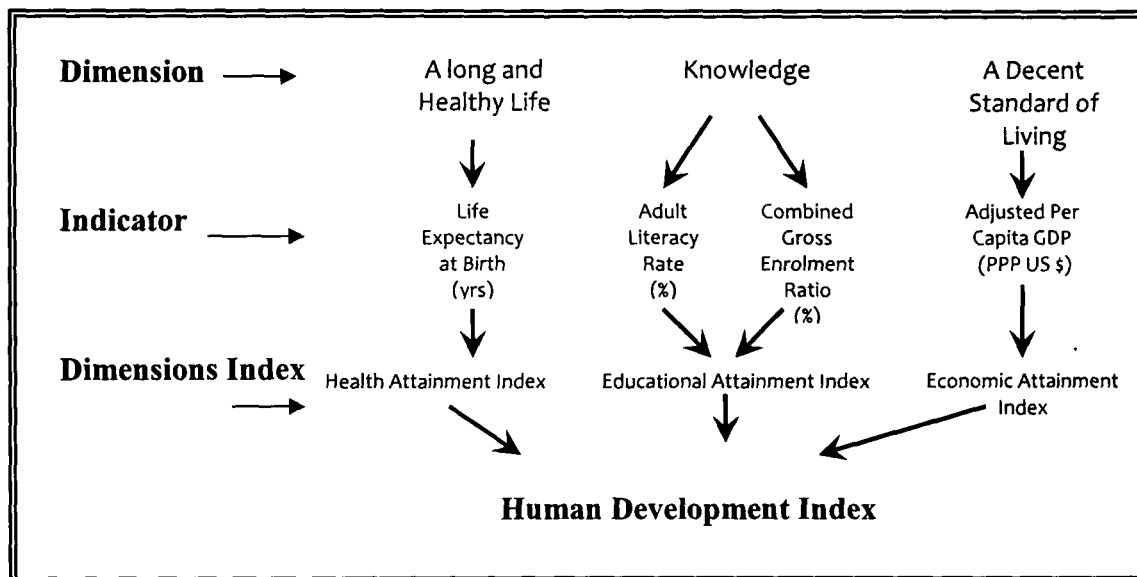 Dimension
A long and
Healthy Life
Knowledge
A Decent
Standard of
Living
Indicator
Life
Expectancy
at Birth
(yrs)
Adult
Literacy
Rate
(%)
Combined
Gross
Enrolment
Ratio
(%)
Adjusted Per
Capita GDP
(PPP US $)
Dimensions Index
Health Attainment Index
Educational Attainment Index
Economic Attainment
Index
Human Development Index